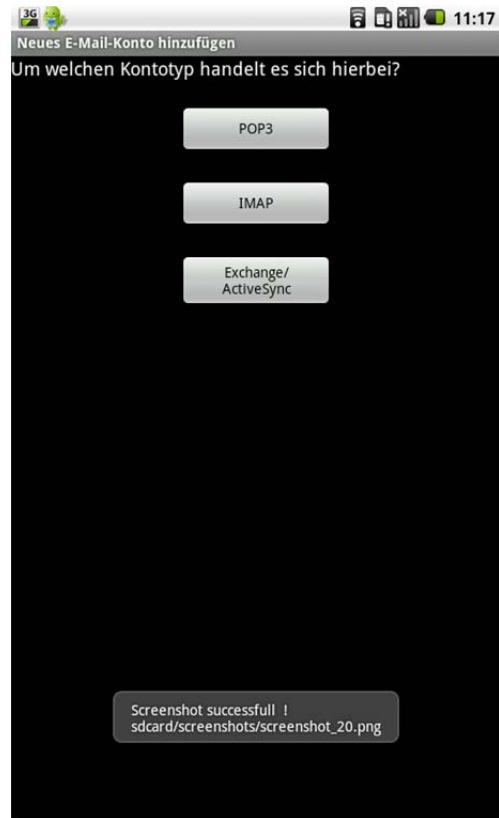 3G 11:17
Neues E-Mail-Konto hinzufügen
Um welchen Kontotyp handelt es sich hierbei?
POP3
IMAP
Exchange/
ActiveSync
Screenshot successfull !
sdcard/screenshots/screenshot_20.png